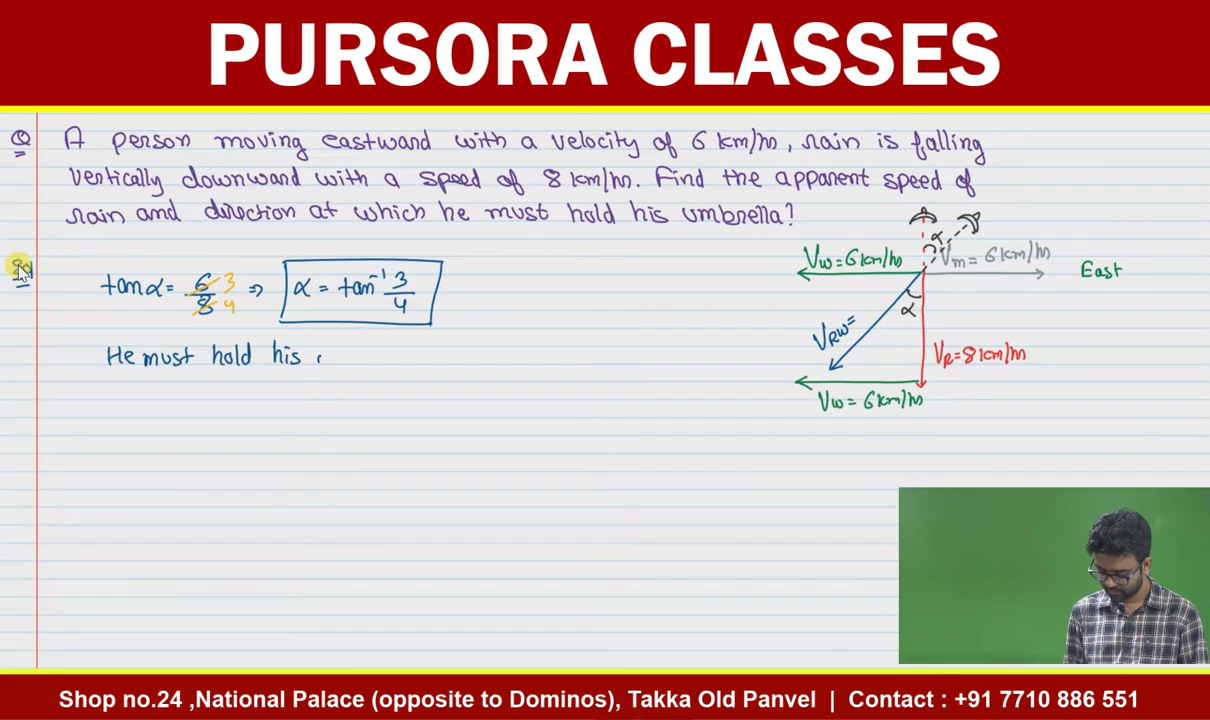 PURSORA CLASSES
Q A person moving eastward with a velocity of 6 km/hr, rain is falling
vertically downward with a speed of 8 km/hr. Find the apparent speed of
rain and direction at which he must hold his umbrella?
tanα = 6/8 3/4 ⇒ α = tan⁻¹ 3/4
He must hold his
α
Vw = 6 km/hr
Vm = 6 km/hr
East
α
VRW =
VR = 8 km/hr
Vw = 6 km/hr
Shop no.24 ,National Palace (opposite to Dominos), Takka Old Panvel | Contact : +91 7710 886 551